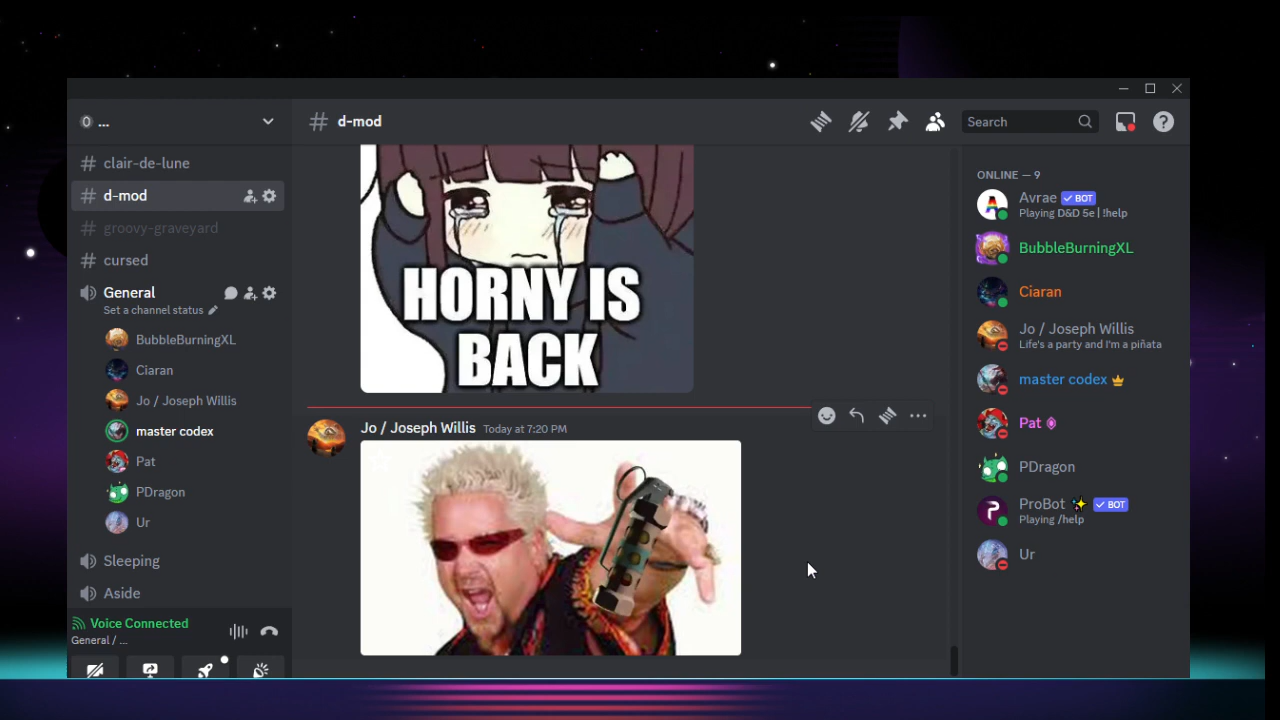 ...
clair-de-lune
d-mod
groovy-graveyard
cursed
General
Set a channel status
BubbleBurningXL
Ciaran
Jo / Joseph Willis
master codex
Pat
PDragon
Ur
Sleeping
Aside
Voice Connected
General / ...
d-mod
Search
HORNY IS
BACK
Jo / Joseph Willis Today at 7:20 PM
ONLINE — 9
Avrae BOT
Playing D&D 5e | !help
BubbleBurningXL
Ciaran
Jo / Joseph Willis
Life's a party and I'm a piñata
master codex
Pat
PDragon
ProBot BOT
Playing /help
Ur